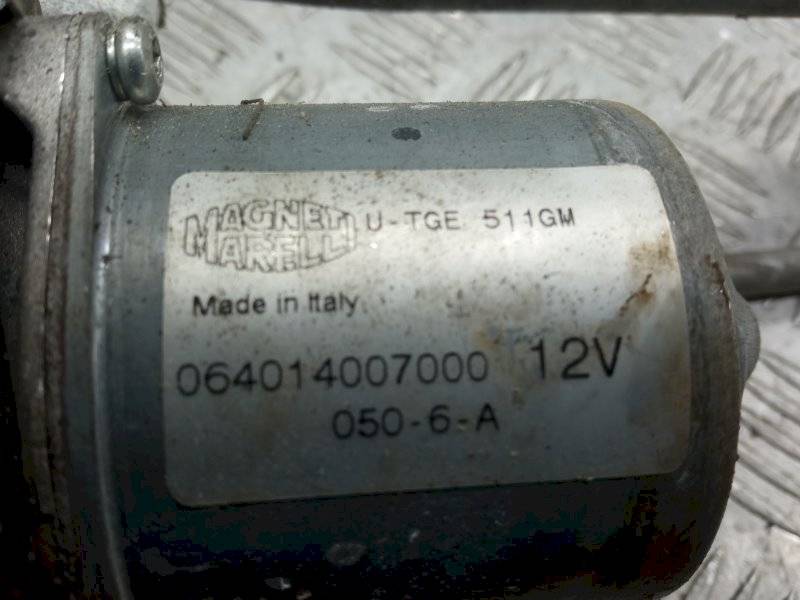 MAGNETI
MARELLI
U-TGE 511GM
Made in Italy
064014007000 12V
050-6-A